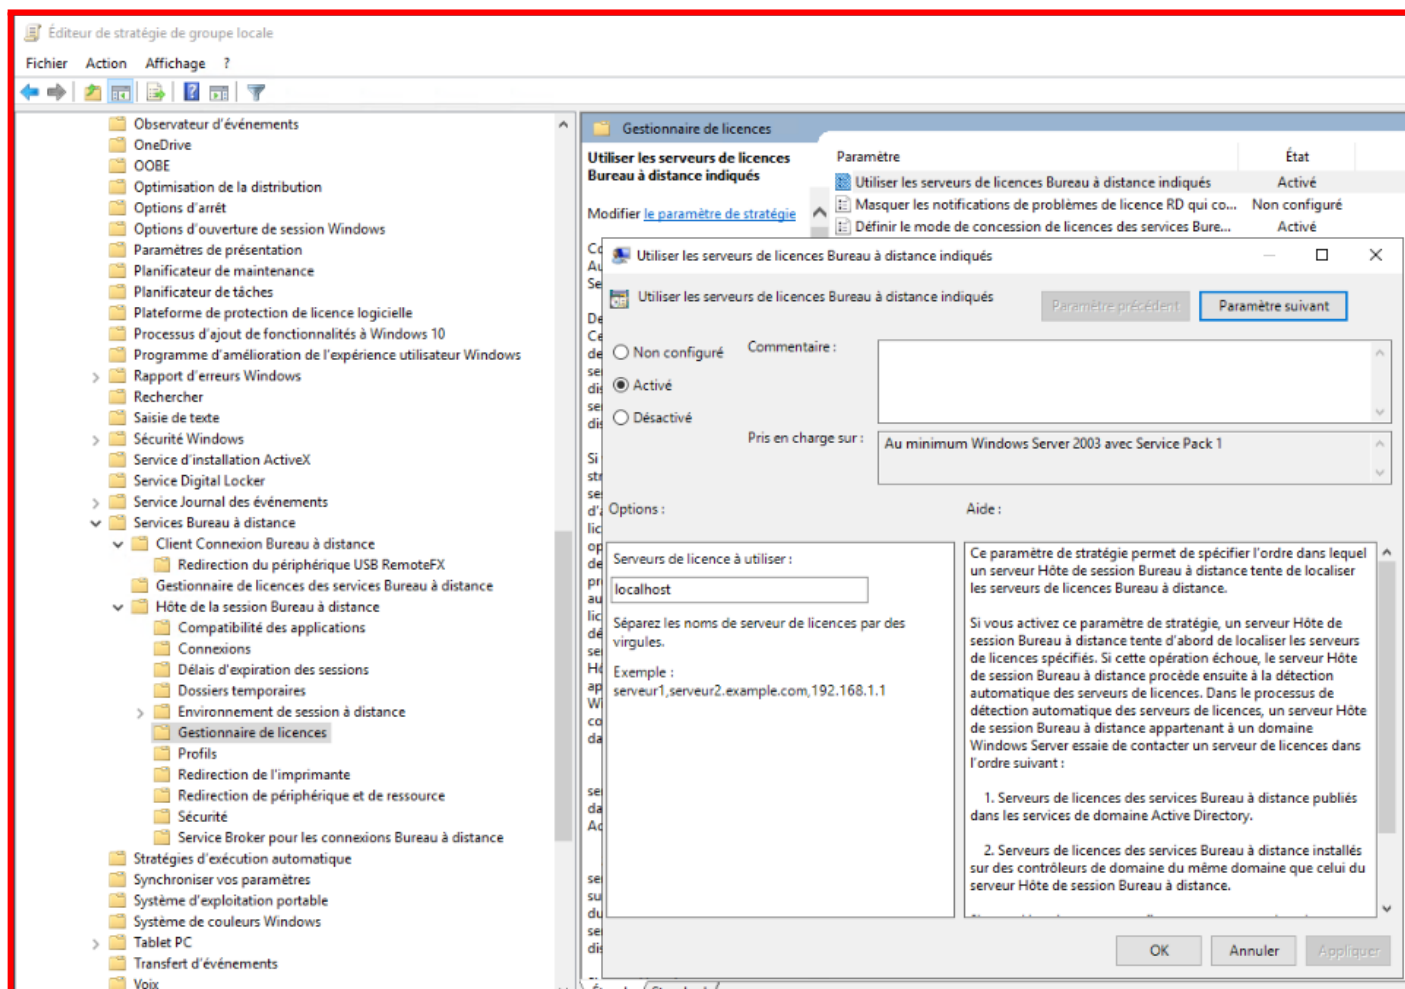 Éditeur de stratégie de groupe locale
Fichier Action Affichage ?
Observateur d'événements
OneDrive
OOBE
Optimisation de la distribution
Options d'arrêt
Options d'ouverture de session Windows
Paramètres de présentation
Planificateur de maintenance
Planificateur de tâches
Plateforme de protection de licence logicielle
Processus d'ajout de fonctionnalités à Windows 10
Programme d'amélioration de l'expérience utilisateur Windows
Rapport d'erreurs Windows
Rechercher
Saisie de texte
Sécurité Windows
Service d'installation ActiveX
Service Digital Locker
Service Journal des événements
Services Bureau à distance
Client Connexion Bureau à distance
Redirection du périphérique USB RemoteFX
Gestionnaire de licences des services Bureau à distance
Hôte de la session Bureau à distance
Compatibilité des applications
Connexions
Délais d'expiration des sessions
Dossiers temporaires
Environnement de session à distance
Gestionnaire de licences
Profils
Redirection de l'imprimante
Redirection de périphérique et de ressource
Sécurité
Service Broker pour les connexions Bureau à distance
Stratégies d'exécution automatique
Synchroniser vos paramètres
Système d'exploitation portable
Système de couleurs Windows
Tablet PC
Transfert d'événements
Voix
Gestionnaire de licences
Utiliser les serveurs de licences
Bureau à distance indiqués
Modifier le paramètre de stratégie
Paramètre État
Utiliser les serveurs de licences Bureau à distance indiqués Activé
Masquer les notifications de problèmes de licence RD qui co... Non configuré
Définir le mode de concession de licences des services Bure... Activé
Utiliser les serveurs de licences Bureau à distance indiqués
Utiliser les serveurs de licences Bureau à distance indiqués
Paramètre précédent Paramètre suivant
Non configuré
Activé
Désactivé
Commentaire :
Pris en charge sur :
Au minimum Windows Server 2003 avec Service Pack 1
Options :
Aide :
Serveurs de licence à utiliser :
localhost
Séparez les noms de serveur de licences par des
virgules.
Exemple :
serveur1,serveur2.example.com,192.168.1.1
Ce paramètre de stratégie permet de spécifier l'ordre dans lequel
un serveur Hôte de session Bureau à distance tente de localiser
les serveurs de licences Bureau à distance.
Si vous activez ce paramètre de stratégie, un serveur Hôte de
session Bureau à distance tente d'abord de localiser les serveurs
de licences spécifiés. Si cette opération échoue, le serveur Hôte
de session Bureau à distance procède ensuite à la détection
automatique des serveurs de licences. Dans le processus de
détection automatique des serveurs de licences, un serveur Hôte
de session Bureau à distance appartenant à un domaine
Windows Server essaie de contacter un serveur de licences dans
l'ordre suivant :
1. Serveurs de licences des services Bureau à distance publiés
dans les services de domaine Active Directory.
2. Serveurs de licences des services Bureau à distance installés
sur des contrôleurs de domaine du même domaine que celui du
serveur Hôte de session Bureau à distance.
OK Annuler Appliquer